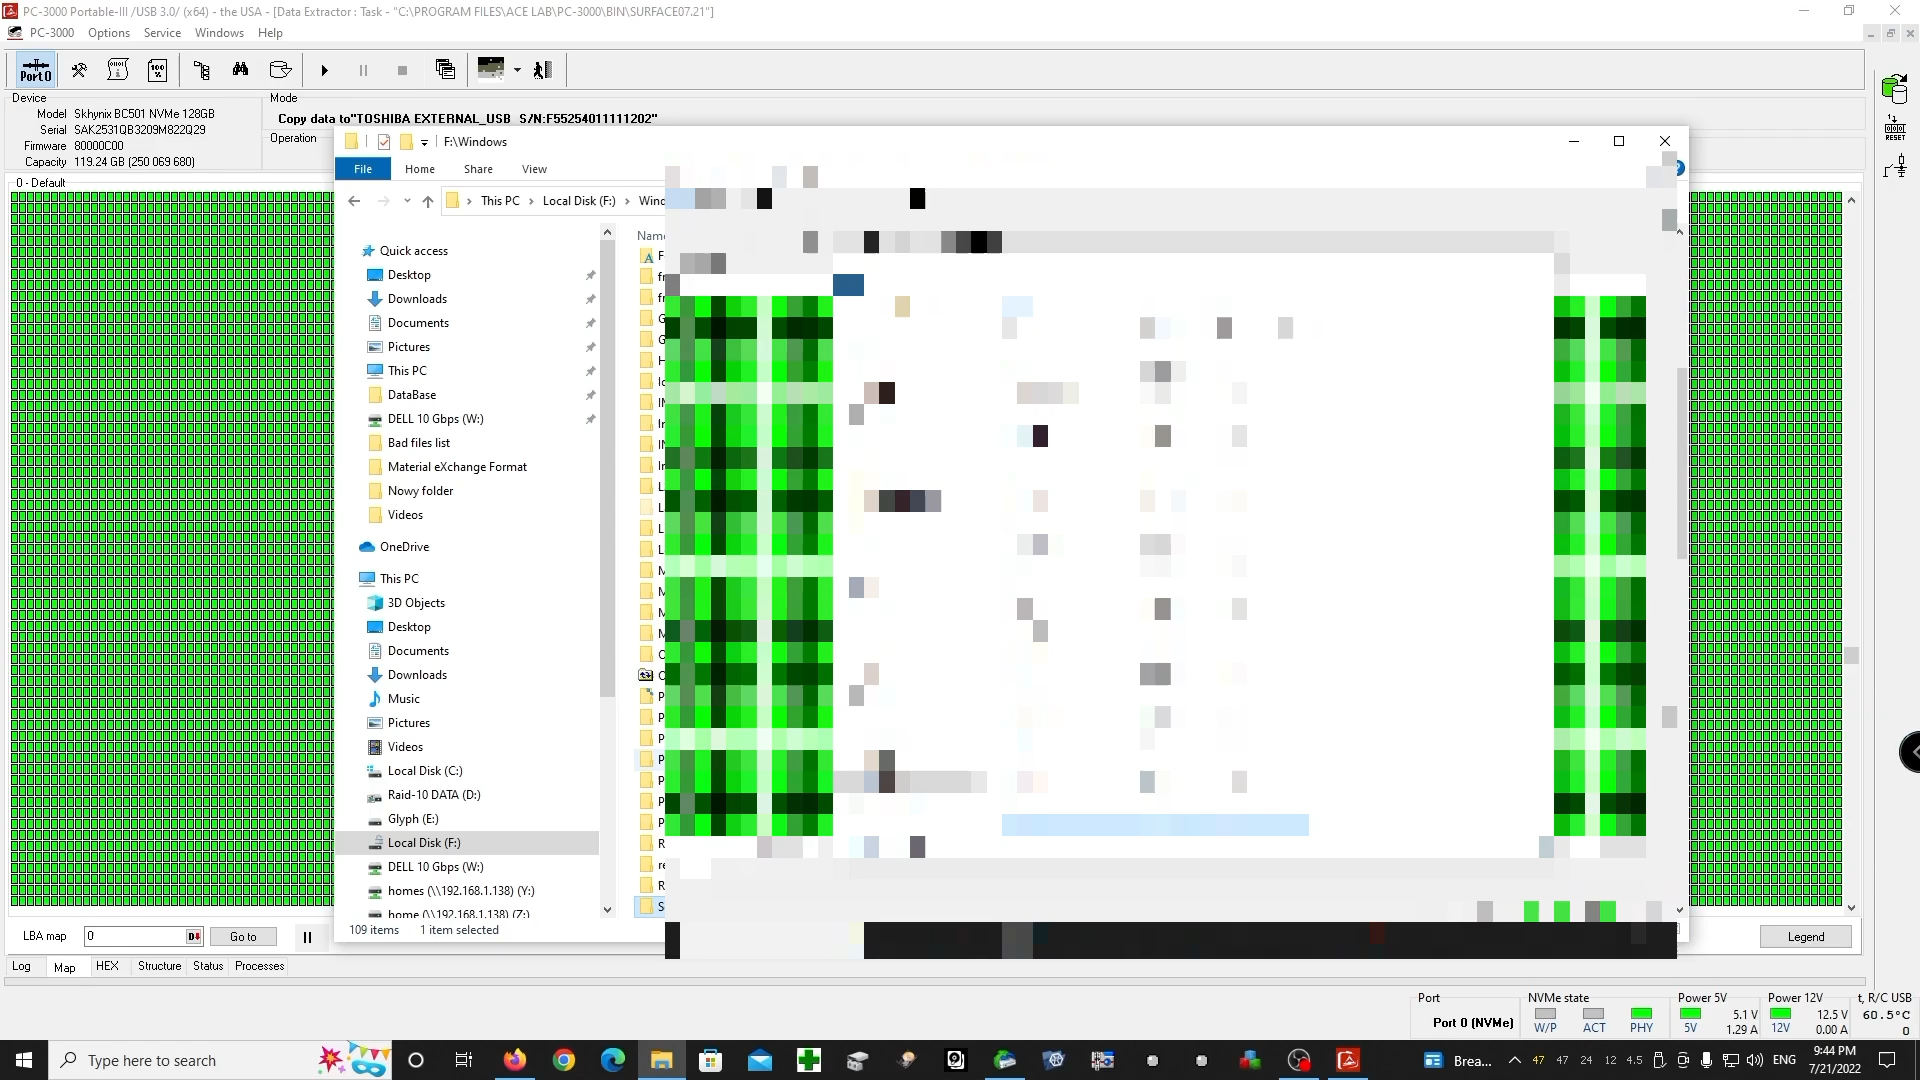 PC-3000 Portable-III /USB 3.0/ (x64) - the USA - [Data Extractor : Task - "C:\PROGRAM FILES\ACE LAB\PC-3000\BIN\SURFACE07.21"]
PC-3000 Options Service Windows Help
Port0
Device
Mode
Model Skhynix BC501 NVMe 128GB
Copy data to"TOSHIBA EXTERNAL_USB S/N:F55254011111202"
Serial SAK2531QB3209M822Q29
Operation
Firmware 80000C00
Capacity 119.24 GB (250 069 680)
F:\Windows
File Home Share View
0 - Default
This PC > Local Disk (F:) >
RESET
Quick access
Desktop
Downloads
Documents
Pictures
This PC
DataBase
DELL 10 Gbps (W:)
Bad files list
Material eXchange Format
Nowy folder
Videos
OneDrive
This PC
3D Objects
Desktop
Documents
Downloads
Music
Pictures
Videos
Local Disk (C:)
Raid-10 DATA (D:)
Glyph (E:)
Local Disk (F:)
DELL 10 Gbps (W:)
homes (\\192.168.1.138) (Y:)
home (\\192.168.1.138) (Z:)
109 items 1 item selected
LBA map 0 Go to Legend
Log Map HEX Structure Status Processes
Port NVMe state Power 5V Power 12V t, R/C USB
Port 0 (NVMe) W/P ACT PHY 5V 5.1 V 1.29 A 12V 12.5 V 0.00 A 60.5°C 0
Type here to search
Brea... 47 47 24 12 4.5 ENG 9:44 PM
7/21/2022